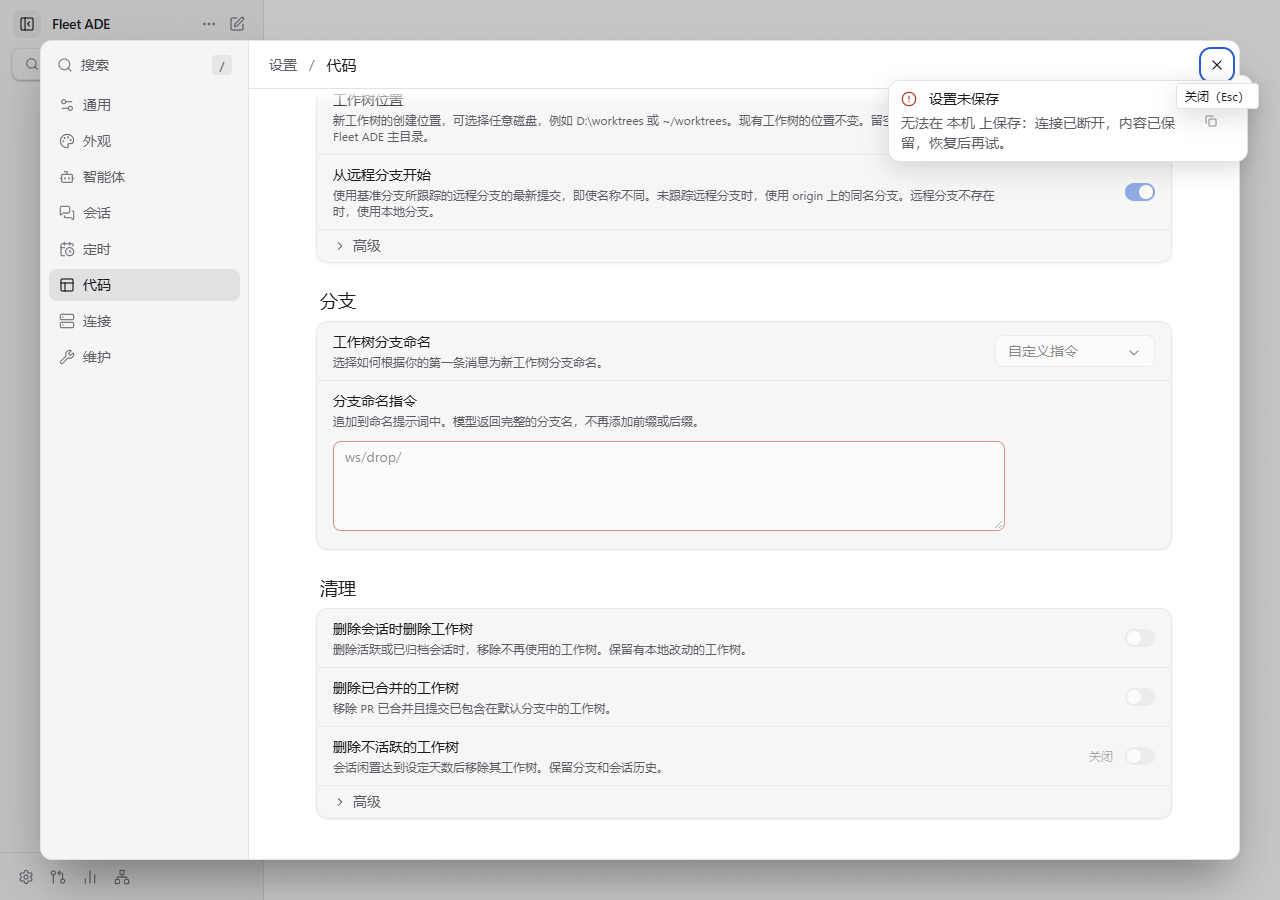 Fleet ADE
搜索
/
通用
外观
智能体
会话
定时
代码
连接
维护
设置 / 代码
关闭（Esc）
设置未保存
无法在 本机 上保存：连接已断开，内容已保
留，恢复后再试。
工作树位置
新工作树的创建位置，可选择任意磁盘，例如 D:\worktrees 或 ~/worktrees。现有工作树的位置不变。留空
Fleet ADE 主目录。
从远程分支开始
使用基准分支所跟踪的远程分支的最新提交，即使名称不同。未跟踪远程分支时，使用 origin 上的同名分支。远程分支不存在
时，使用本地分支。
高级
分支
工作树分支命名
选择如何根据你的第一条消息为新工作树分支命名。
自定义指令
分支命名指令
追加到命名提示词中。模型返回完整的分支名，不再添加前缀或后缀。
ws/drop/
清理
删除会话时删除工作树
删除活跃或已归档会话时，移除不再使用的工作树。保留有本地改动的工作树。
删除已合并的工作树
移除 PR 已合并且提交已包含在默认分支中的工作树。
删除不活跃的工作树
会话闲置达到设定天数后移除其工作树。保留分支和会话历史。
关闭
高级